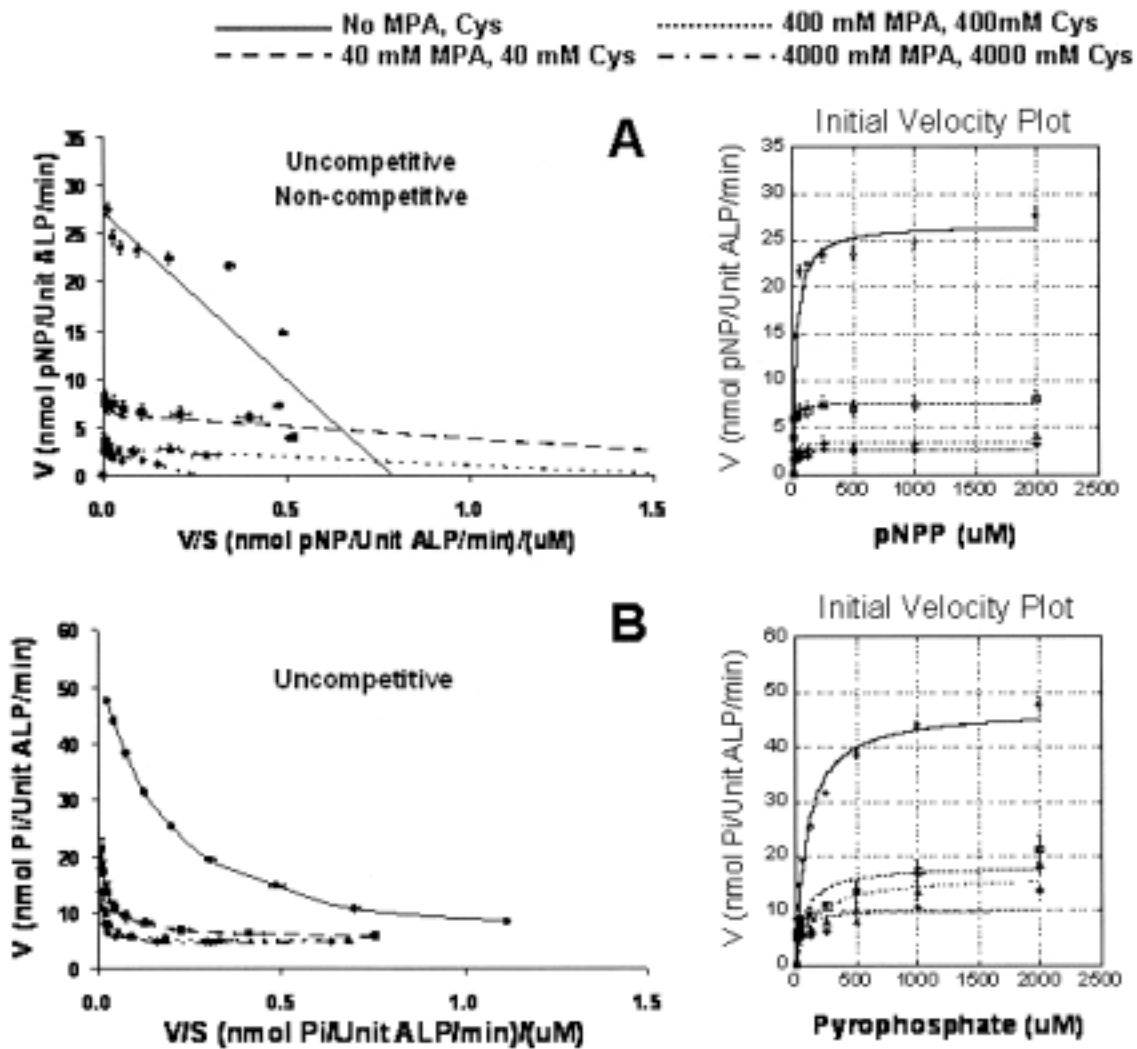 No MPA, Cys
400 mM MPA, 400mM Cys
40 mM MPA, 40 mM Cys
4000 mM MPA, 4000 mM Cys
A
Uncompetitive
Non-competitive
V (nmol pNP/Unit ALP/min)
35
30
25
20
15
10
5
0
0.0
0.5
1.0
1.5
V/S (nmol pNP/Unit ALP/min)/(uM)
Initial Velocity Plot
V (nmol pNP/Unit ALP/min)
35
30
25
20
15
10
5
0
0
500
1000
1500
2000
2500
pNPP (uM)
B
Uncompetitive
V (nmol Pi/Unit ALP/min)
60
50
40
30
20
10
0
0.0
0.5
1.0
1.5
V/S (nmol Pi/Unit ALP/min)/(uM)
Initial Velocity Plot
V (nmol Pi/Unit ALP/min)
60
50
40
30
20
10
0
0
500
1000
1500
2000
2500
Pyrophosphate (uM)